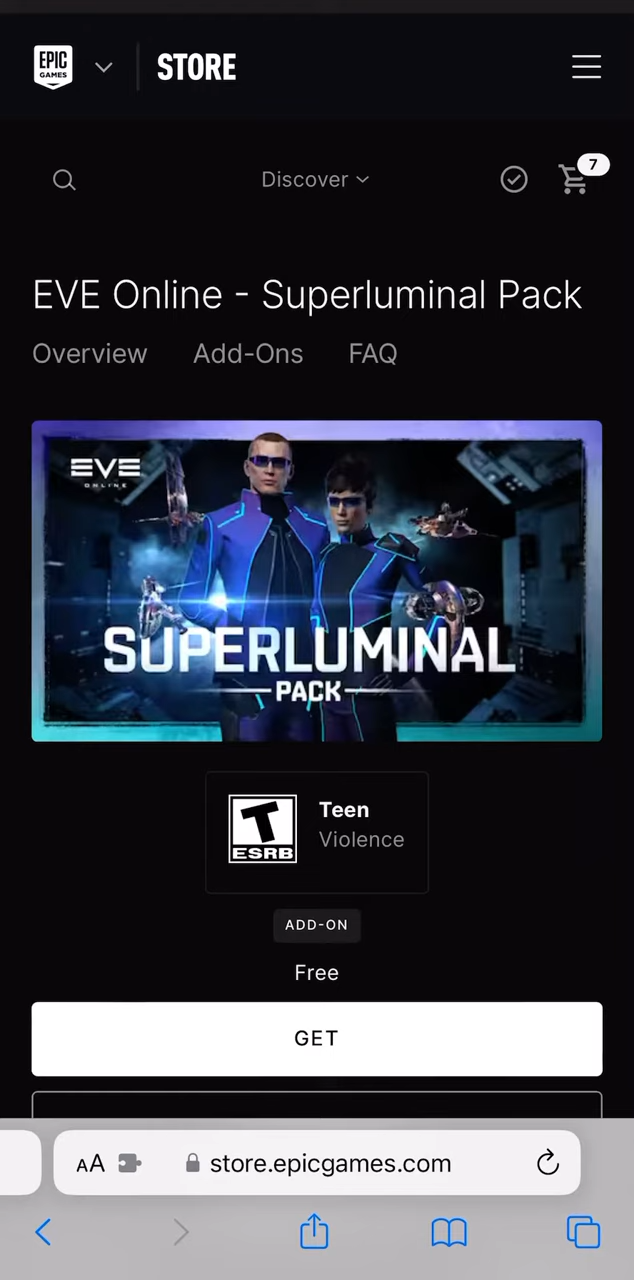 EPIC
GAMES
STORE
Discover
7
EVE Online - Superluminal Pack
Overview Add-Ons FAQ
EVE
ONLINE
SUPERLUMINAL
PACK
T
ESRB
Teen
Violence
ADD-ON
Free
GET
AA
store.epicgames.com